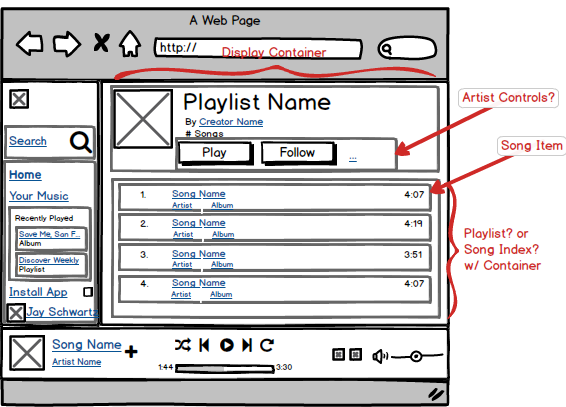 A Web Page
http://
Display Container
Search
Home
Your Music
Recently Played
Save Me, San F...
Album
Discover Weekly
Playlist
Install App
Jay Schwartz
Playlist Name
By Creator Name
# Songs
Play
Follow
...
1. Song Name 4:07
Artist Album
2. Song Name 4:19
Artist Album
3. Song Name 3:51
Artist Album
4. Song Name 4:07
Artist Album
Artist Controls?
Song Item
Playlist? or
Song Index?
w/ Container
Song Name
Artist Name
1:44 3:30